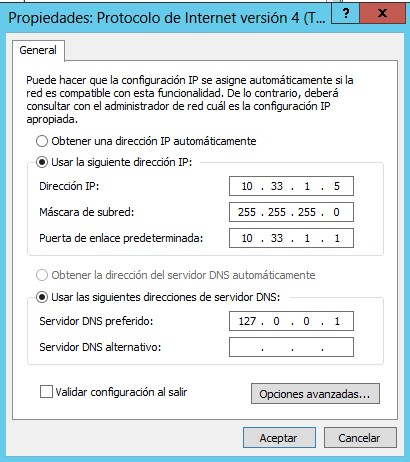 Propiedades: Protocolo de Internet versión 4 (T... ? x
General
Puede hacer que la configuración IP se asigne automáticamente si la
red es compatible con esta funcionalidad. De lo contrario, deberá
consultar con el administrador de red cuál es la configuración IP
apropiada.
Obtener una dirección IP automáticamente
Usar la siguiente dirección IP:
Dirección IP: 10 . 33 . 1 . 5
Máscara de subred: 255 . 255 . 255 . 0
Puerta de enlace predeterminada: 10 . 33 . 1 . 1
Obtener la dirección del servidor DNS automáticamente
Usar las siguientes direcciones de servidor DNS:
Servidor DNS preferido: 127 . 0 . 0 . 1
Servidor DNS alternativo: . . .
Validar configuración al salir Opciones avanzadas...
Aceptar Cancelar